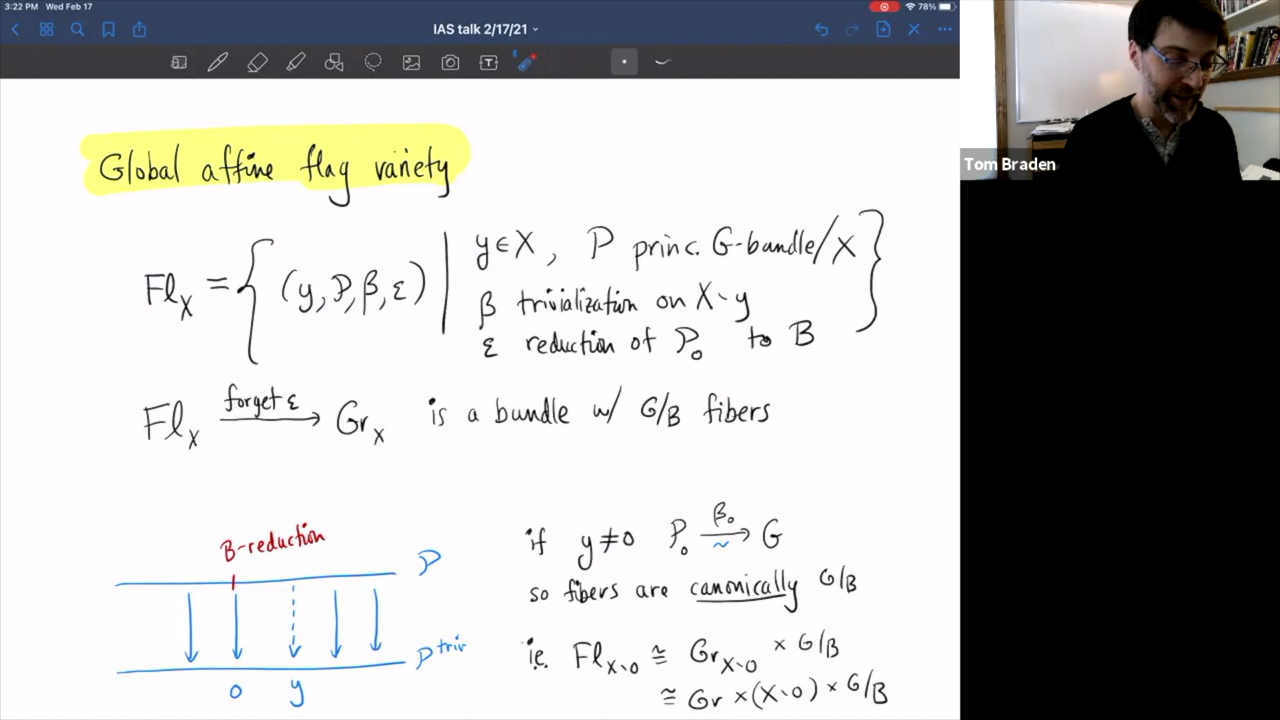 3:22 PM Wed Feb 17
78%
IAS talk 2/17/21
Tom Braden
Global affine flag variety
Fl_X = { (y, P, β, ε) | y ∈ X, P princ. G-bundle/X
β trivialization on X∖y
ε reduction of P_0 to B }
Fl_X —forget ε→ Gr_X is a bundle w/ G/B fibers
B-reduction
P
P^triv
0 y
if y≠0 P_0 —β_0 ~→ G
so fibers are canonically G/B
i.e. Fl_{X∖0} ≅ Gr_{X∖0} × G/B
≅ Gr × (X∖0) × G/B